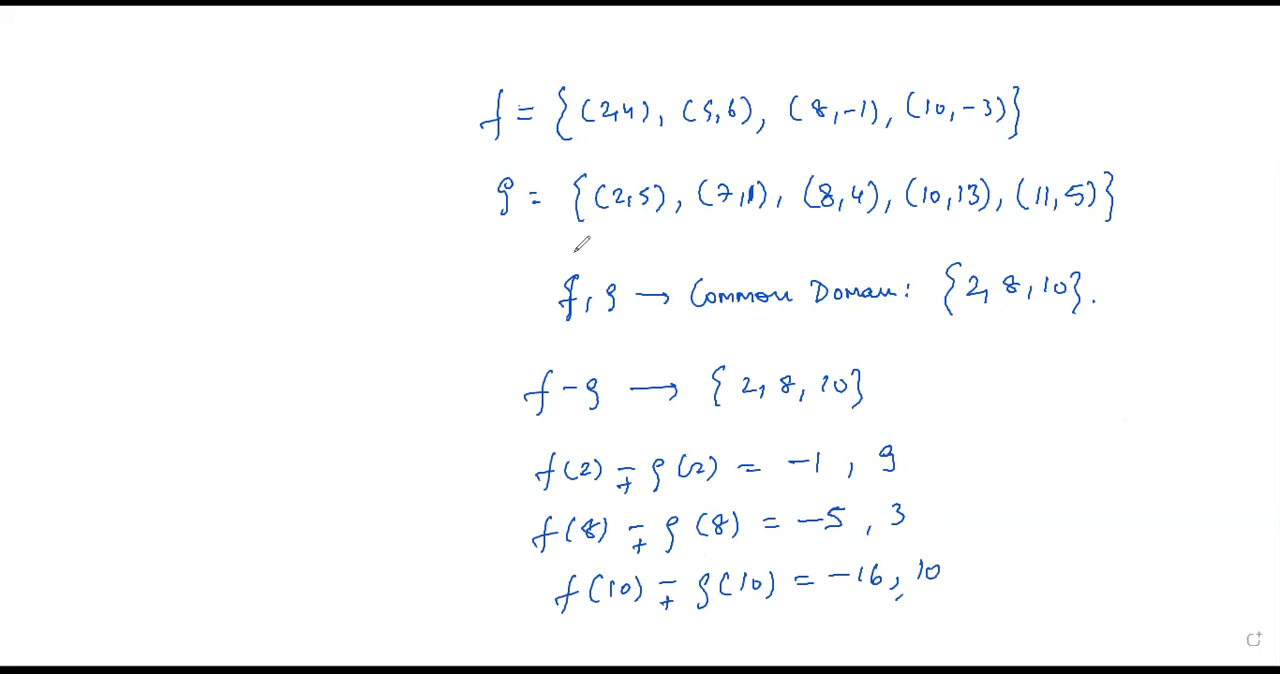 f = {(2,4), (5,6), (8,-1), (10,-3)}
g = {(2,5), (7,1), (8,4), (10,13), (11,5)}
f, g → Common Domain: {2, 8, 10}.
f - g → {2, 8, 10}
f(2) ∓ g(2) = -1, 9
f(8) ∓ g(8) = -5, 3
f(10) ∓ g(10) = -16, 10